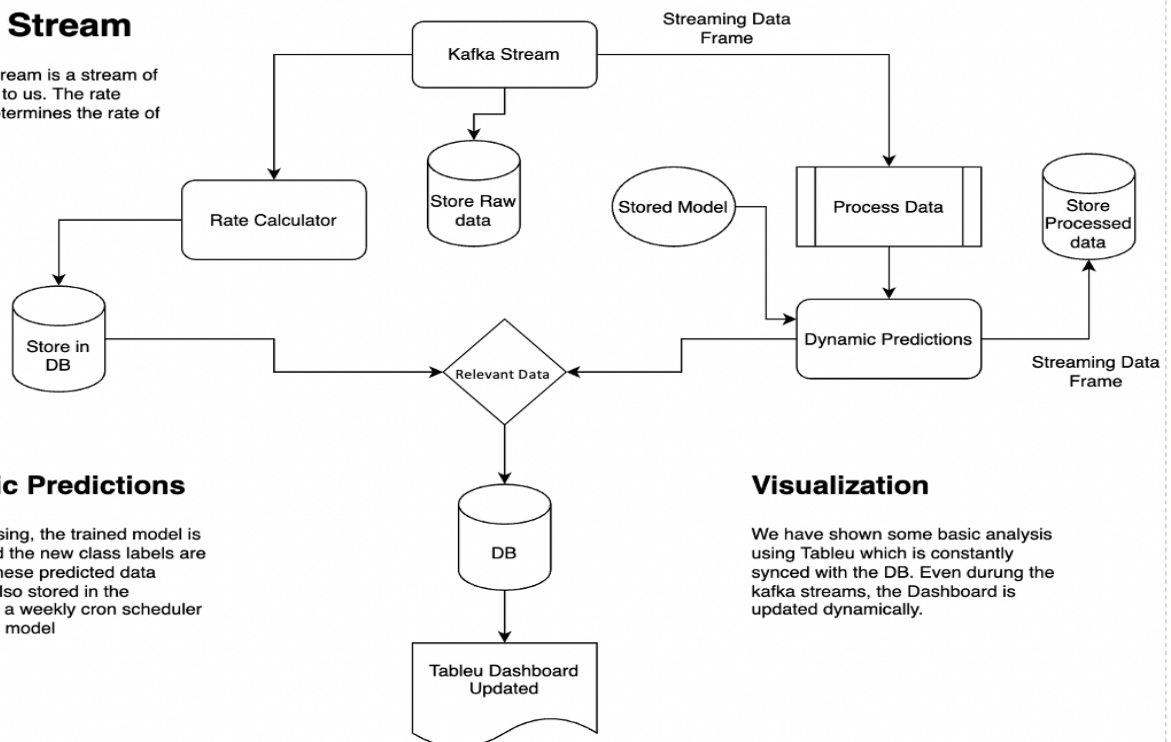 Stream
ream is a stream of
to us. The rate
termines the rate of
Streaming Data
Frame
Kafka Stream
Rate Calculator
Store Raw
data
Stored Model
Process Data
Store
Processed
data
Store in
DB
Relevant Data
Dynamic Predictions
Streaming Data
Frame
ic Predictions
sing, the trained model is
d the new class labels are
hese predicted data
lso stored in the
a weekly cron scheduler
model
DB
Visualization
We have shown some basic analysis
using Tableu which is constantly
synced with the DB. Even durung the
kafka streams, the Dashboard is
updated dynamically.
Tableu Dashboard
Updated